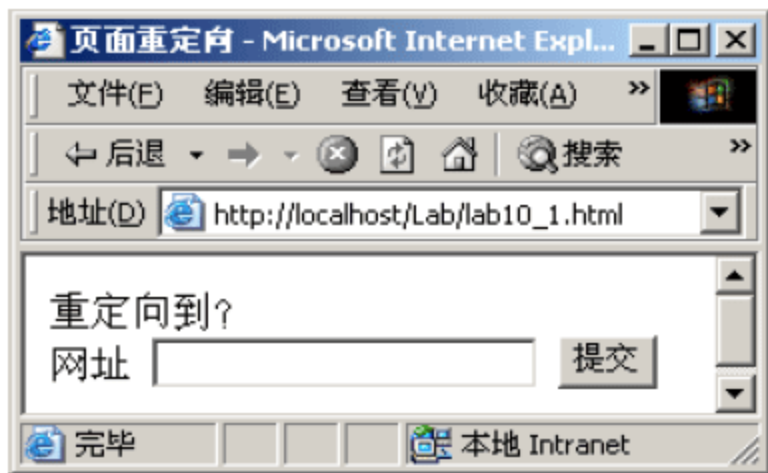 页面重定向 - Microsoft Internet Expl...
文件(F) 编辑(E) 查看(V) 收藏(A) »
后退 搜索 »
地址(D) http://localhost/Lab/lab10_1.html
重定向到?
网址 提交
完毕 本地 Intranet